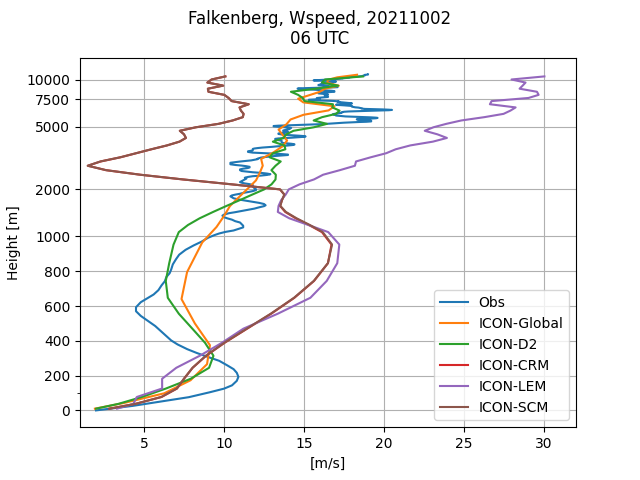 Falkenberg, Wspeed, 20211002
06 UTC
Height [m]
10000
7500
5000
2000
1000
800
600
400
200
0
5
10
15
20
25
30
[m/s]
Obs
ICON-Global
ICON-D2
ICON-CRM
ICON-LEM
ICON-SCM